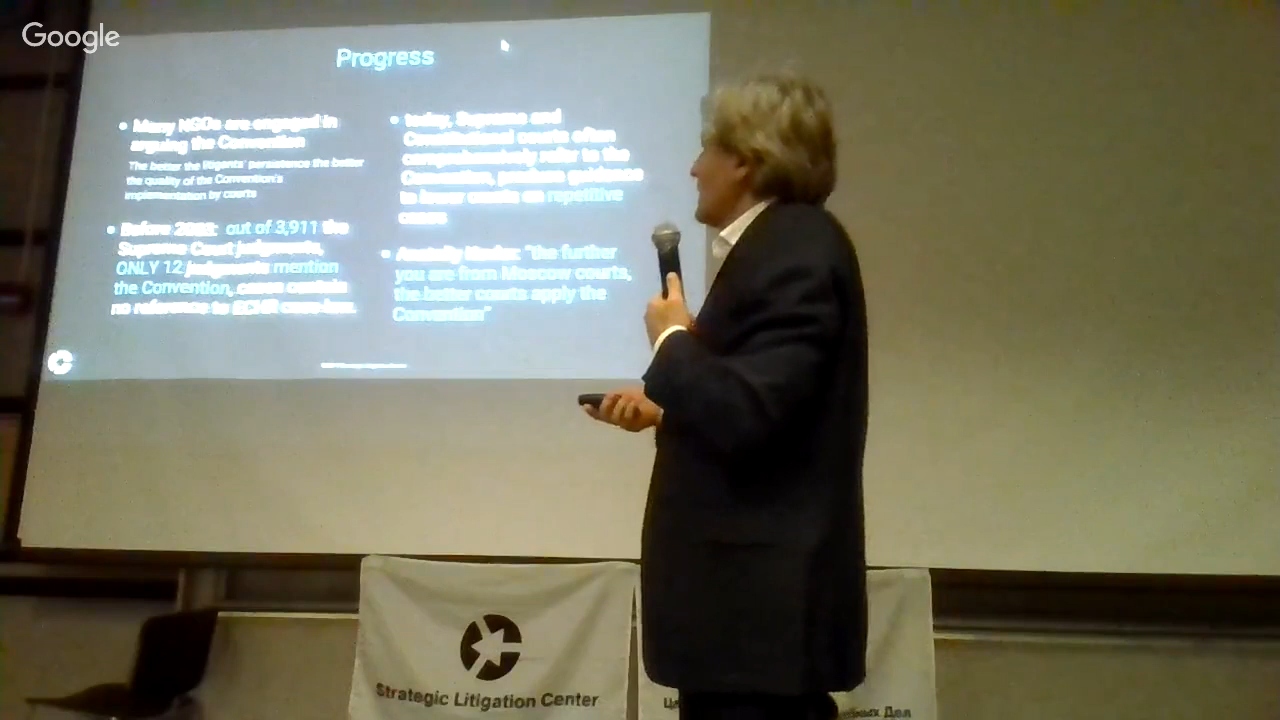 Google
Progress
• Many NGOs are engaged in
arguing the Convention
The better the litigants' persistence the better
the quality of the Convention's
implementation by courts
• Before 2003: out of 3,911 the
Supreme Court judgments,
ONLY 12 judgments mention
the Convention, cases contain
no reference to ECHR case-law.
• today, Supreme and
Constitutional courts often
comprehensively refer to the
Convention, produce guidance
to lower courts on repetitive
cases
• Anatoliy "the further
you are from Moscow courts,
the better courts apply the
Convention"
Strategic Litigation Center
Дел